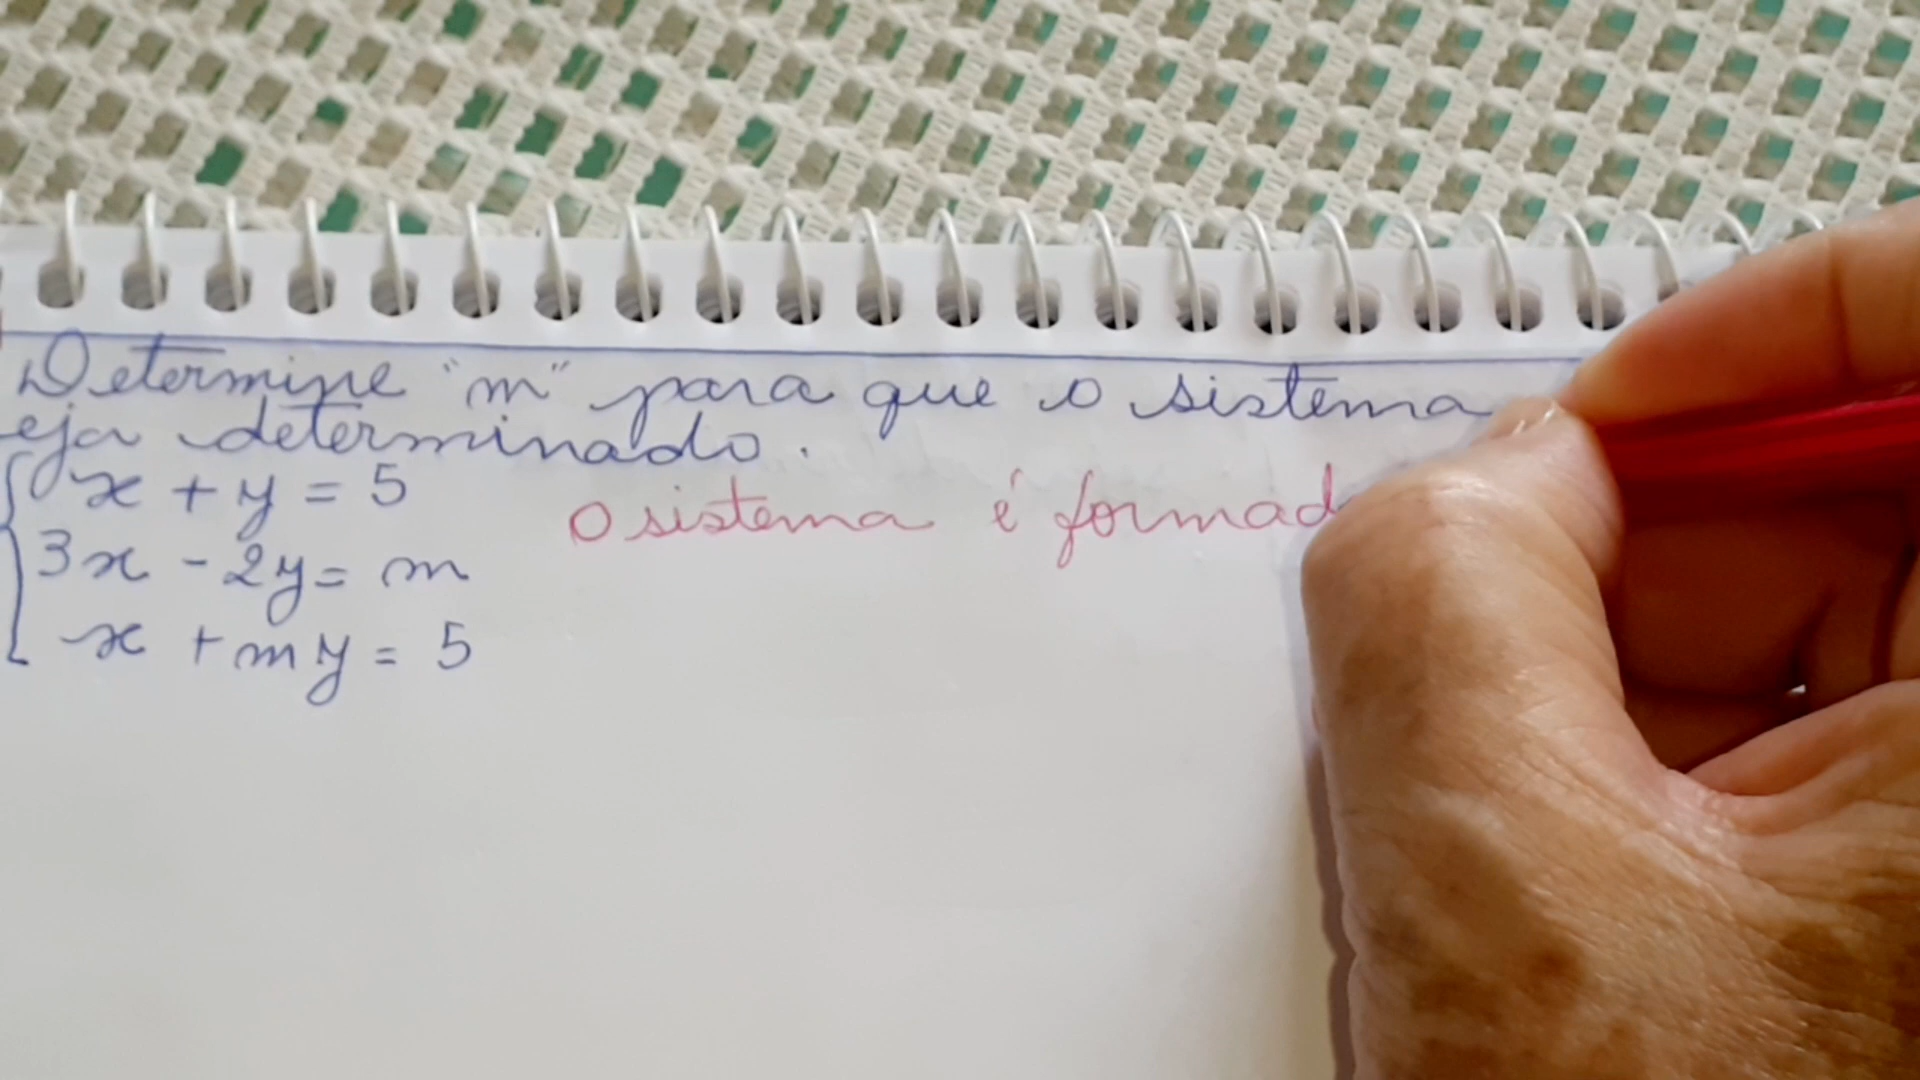 Determine "m" para que o sistema
eja determinado.
x + y = 5
O sistema é formad
3x - 2y = m
x + my = 5